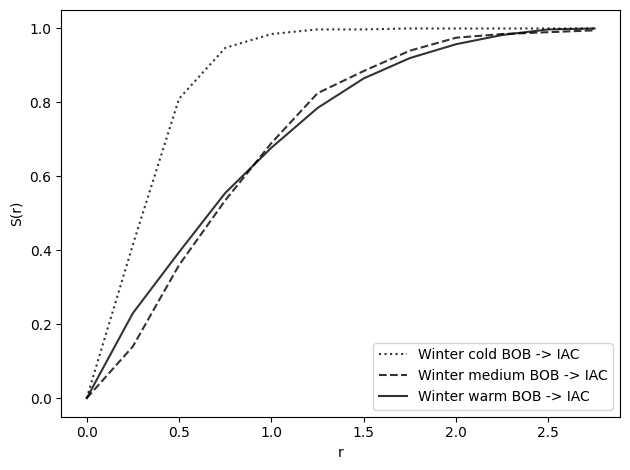 1.0
0.8
0.6
0.4
0.2
0.0
S(r)
0.0 0.5 1.0 1.5 2.0 2.5
r
Winter cold BOB -> IAC
Winter medium BOB -> IAC
Winter warm BOB -> IAC